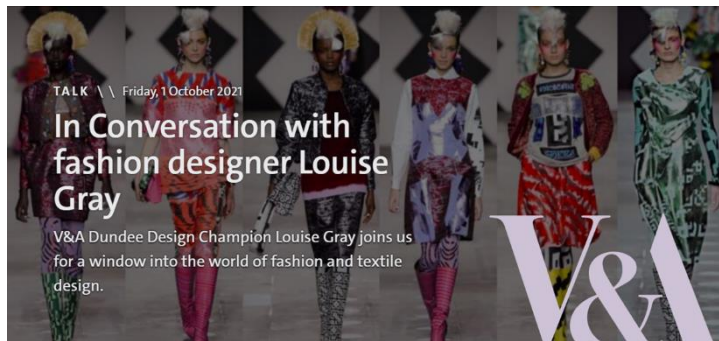 TALK \ \ Friday, 1 October 2021
In Conversation with
fashion designer Louise
Gray
V&A Dundee Design Champion Louise Gray joins us
for a window into the world of fashion and textile
design.
V&A